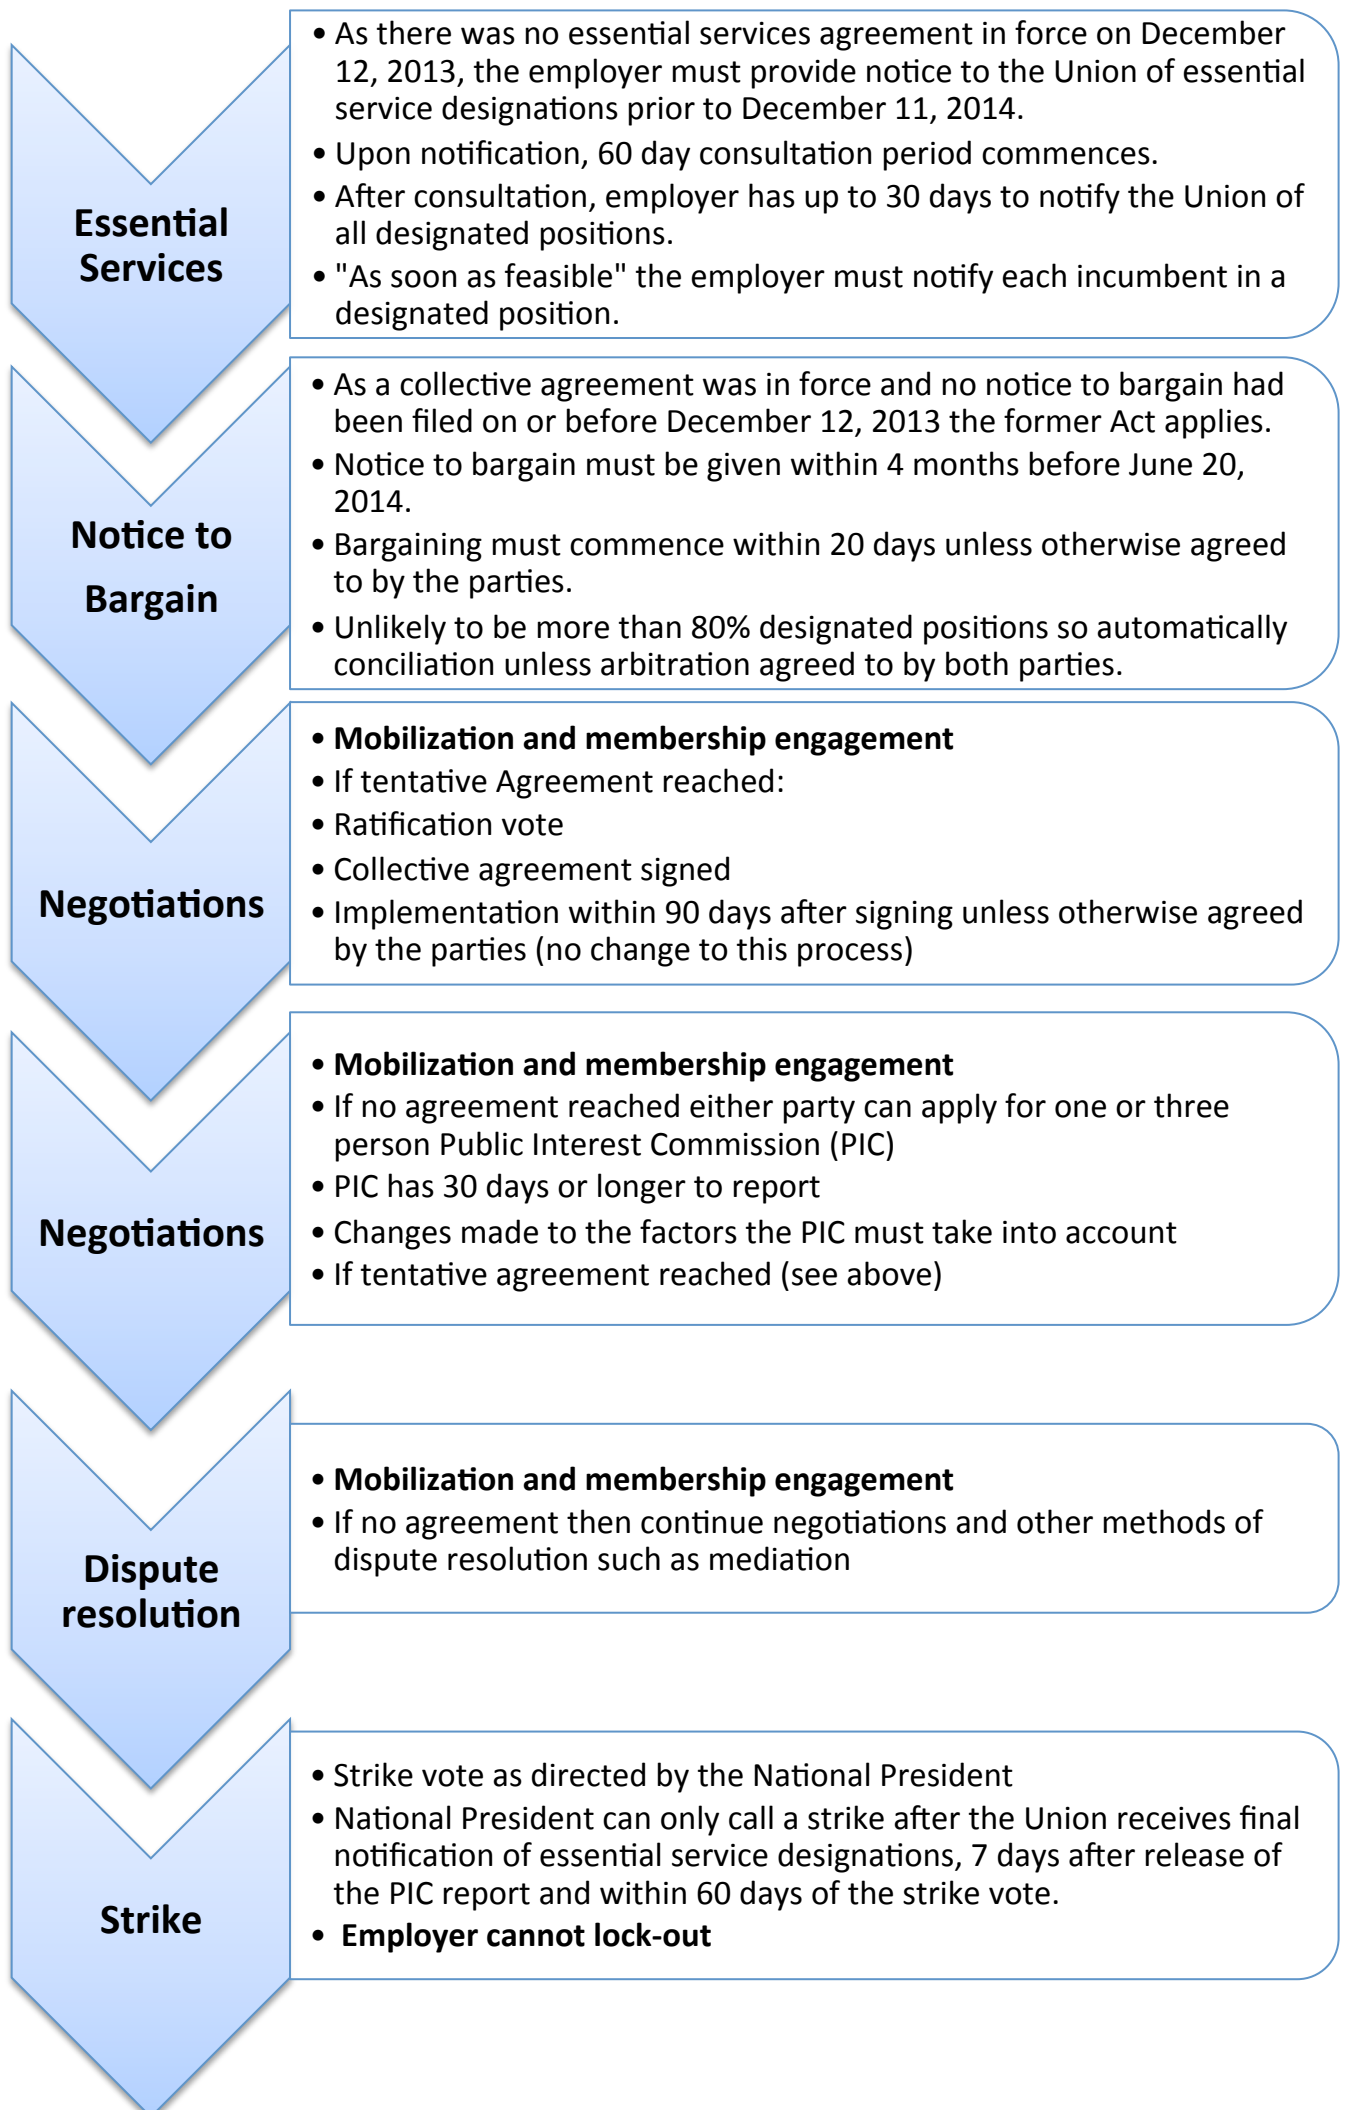 Essential
Services
• As there was no essential services agreement in force on December
12, 2013, the employer must provide notice to the Union of essential
service designations prior to December 11, 2014.
• Upon notification, 60 day consultation period commences.
• After consultation, employer has up to 30 days to notify the Union of
all designated positions.
• "As soon as feasible" the employer must notify each incumbent in a
designated position.
Notice to
Bargain
• As a collective agreement was in force and no notice to bargain had
been filed on or before December 12, 2013 the former Act applies.
• Notice to bargain must be given within 4 months before June 20,
2014.
• Bargaining must commence within 20 days unless otherwise agreed
to by the parties.
• Unlikely to be more than 80% designated positions so automatically
conciliation unless arbitration agreed to by both parties.
Negotiations
• Mobilization and membership engagement
• If tentative Agreement reached:
• Ratification vote
• Collective agreement signed
• Implementation within 90 days after signing unless otherwise agreed
by the parties (no change to this process)
Negotiations
• Mobilization and membership engagement
• If no agreement reached either party can apply for one or three
person Public Interest Commission (PIC)
• PIC has 30 days or longer to report
• Changes made to the factors the PIC must take into account
• If tentative agreement reached (see above)
Dispute
resolution
• Mobilization and membership engagement
• If no agreement then continue negotiations and other methods of
dispute resolution such as mediation
Strike
• Strike vote as directed by the National President
• National President can only call a strike after the Union receives final
notification of essential service designations, 7 days after release of
the PIC report and within 60 days of the strike vote.
• Employer cannot lock-out